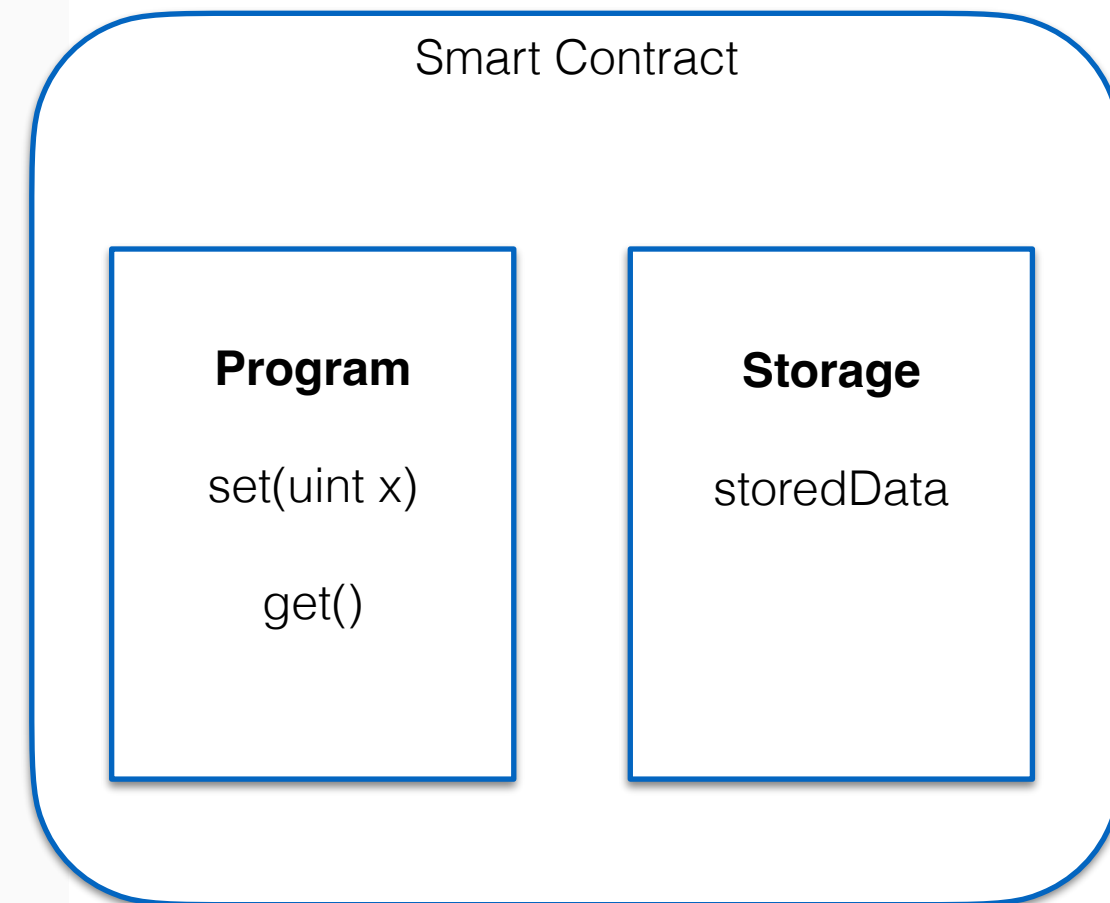 Smart Contract
Program
set(uint x)
get()
Storage
storedData